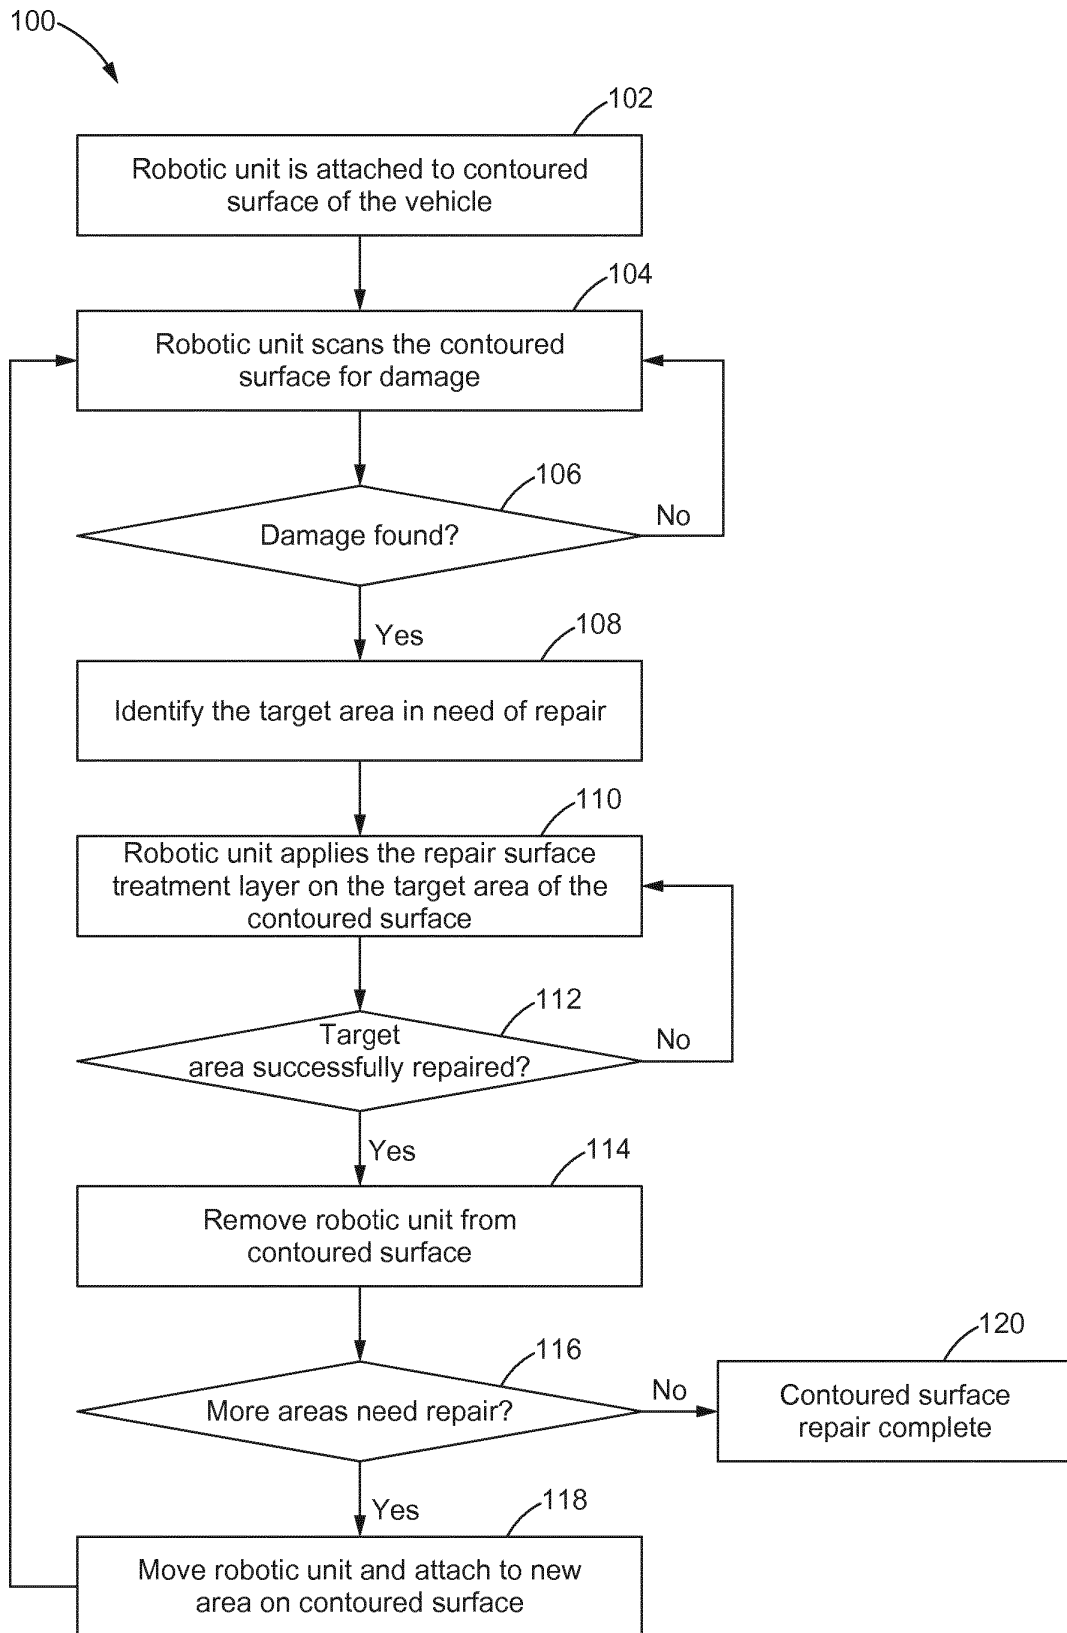 100
102
Robotic unit is attached to contoured
surface of the vehicle
104
Robotic unit scans the contoured
surface for damage
106
Damage found?
No
Yes
108
Identify the target area in need of repair
110
Robotic unit applies the repair surface
treatment layer on the target area of the
contoured surface
112
Target
area successfully repaired?
No
Yes
114
Remove robotic unit from
contoured surface
116
More areas need repair?
No
120
Contoured surface
repair complete
Yes
118
Move robotic unit and attach to new
area on contoured surface